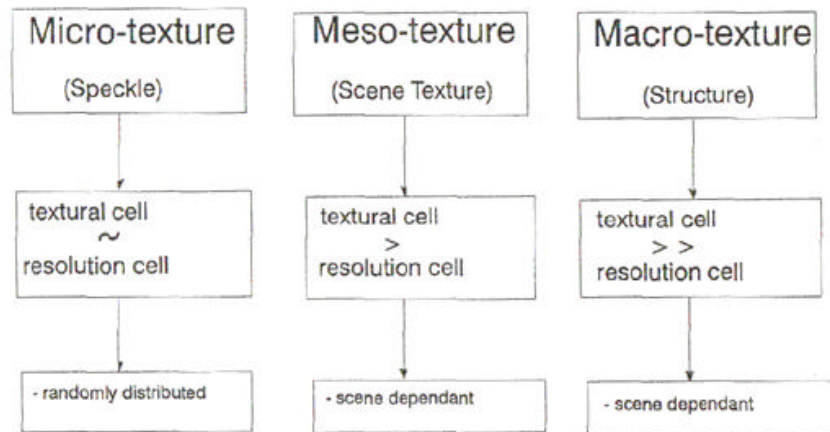 Micro-texture
(Speckle)
textural cell
~
resolution cell
- randomly distributed
Meso-texture
(Scene Texture)
textural cell
>
resolution cell
- scene dependant
Macro-texture
(Structure)
textural cell
> >
resolution cell
- scene dependant